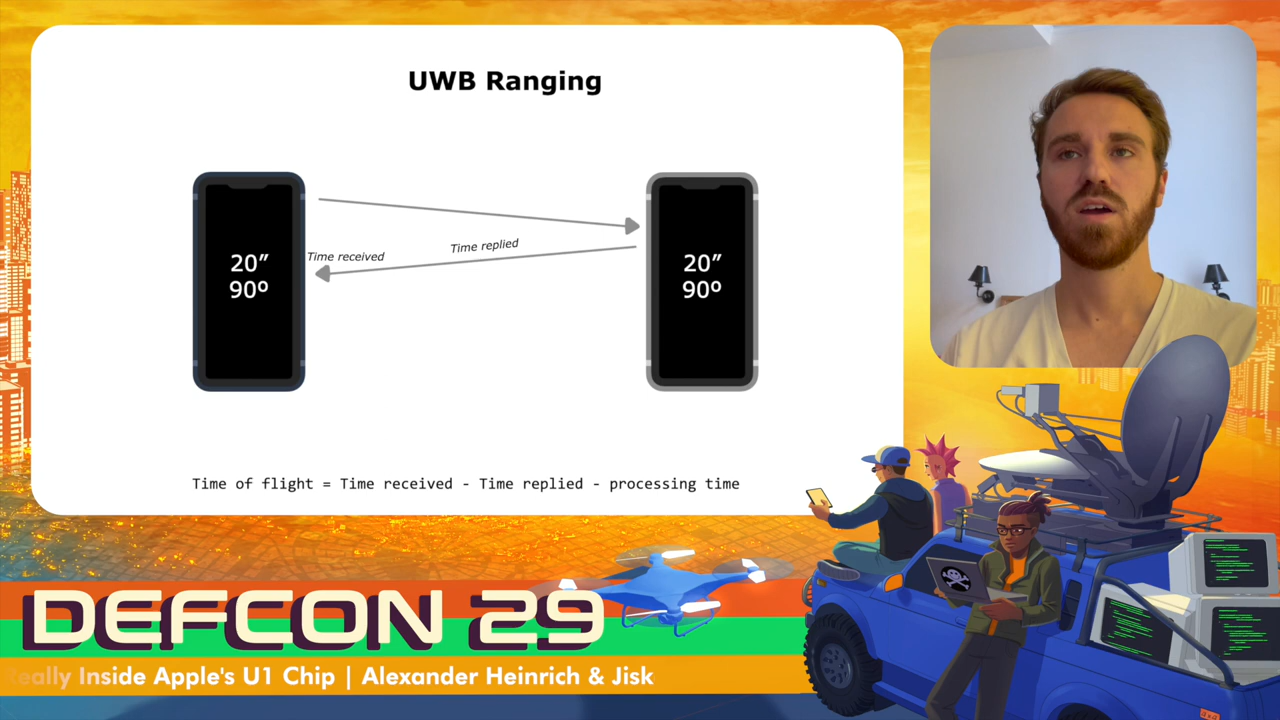 UWB Ranging
Time received
Time replied
20″
90º
20″
90º
Time of flight = Time received - Time replied - processing time
DEFCON 29
Really Inside Apple's U1 Chip | Alexander Heinrich & Jisk